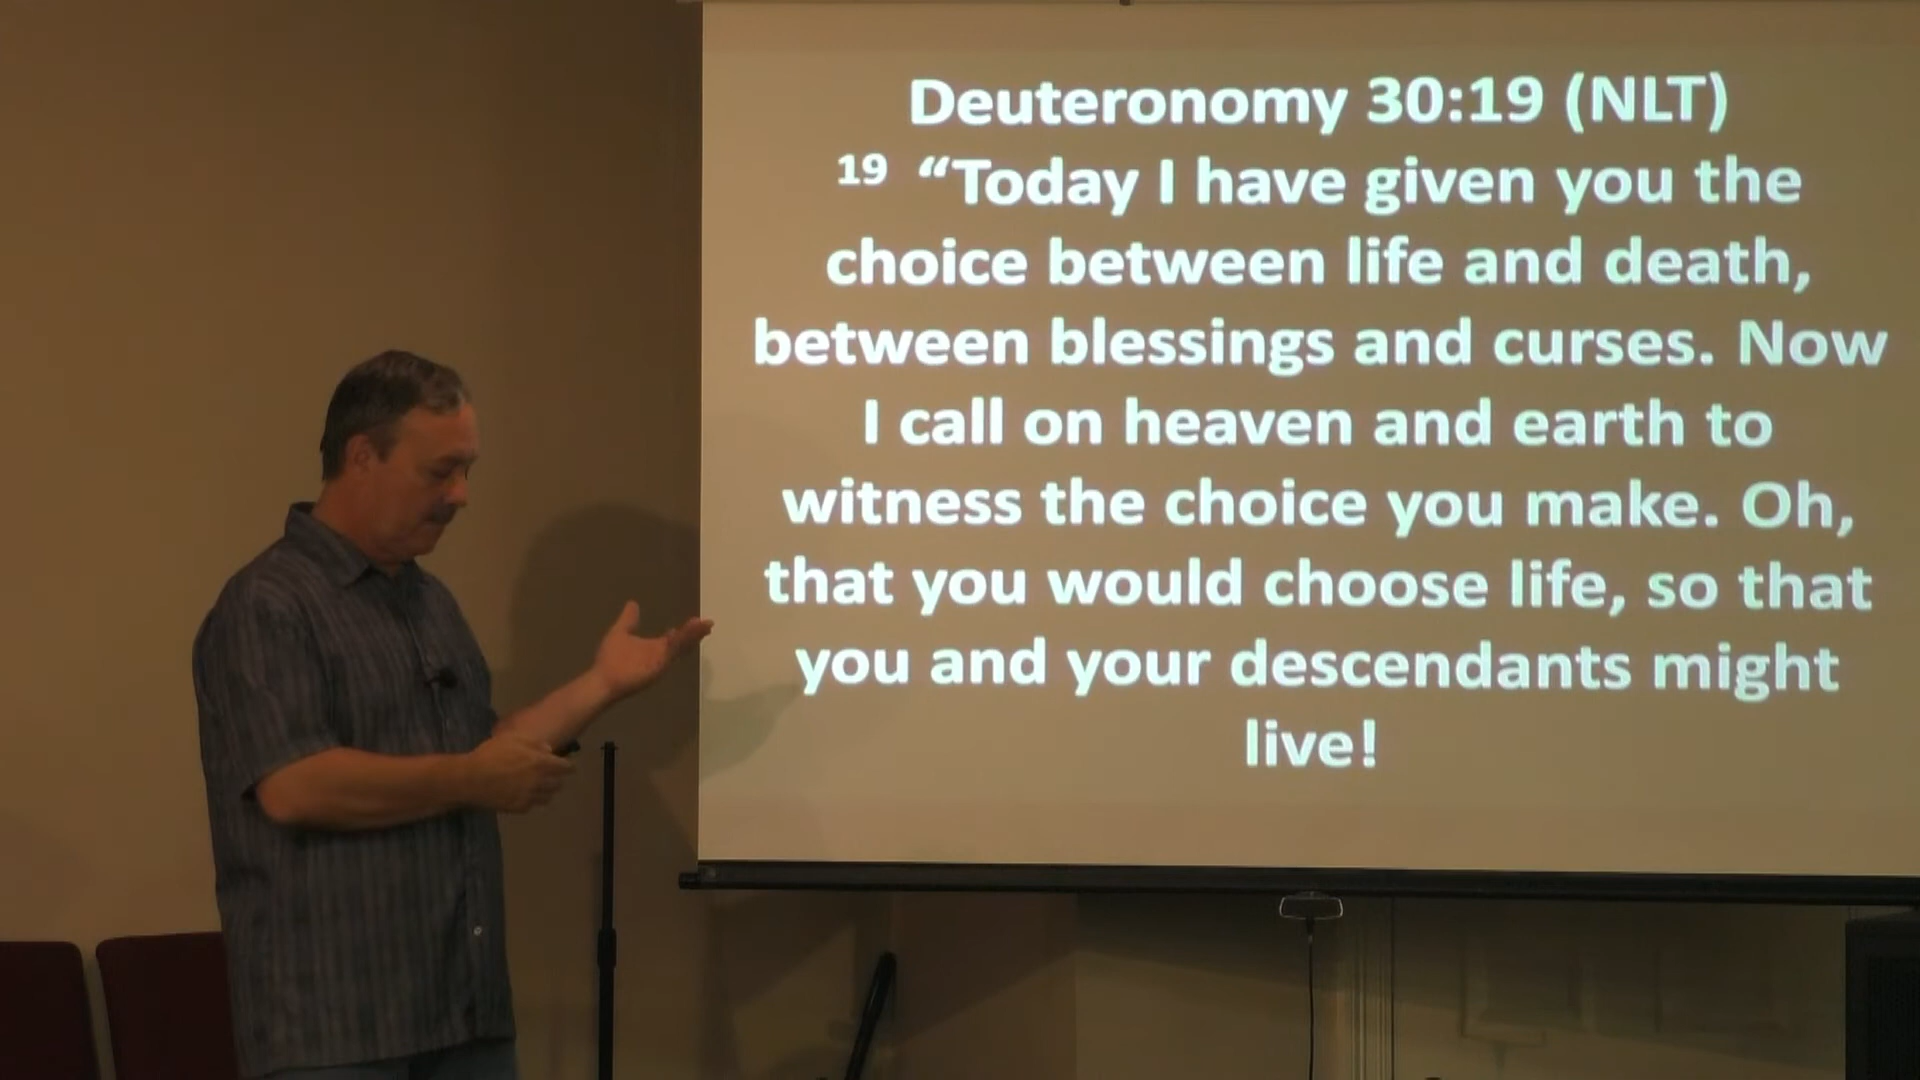 Deuteronomy 30:19 (NLT)
19 “Today I have given you the
choice between life and death,
between blessings and curses. Now
I call on heaven and earth to
witness the choice you make. Oh,
that you would choose life, so that
you and your descendants might
live!